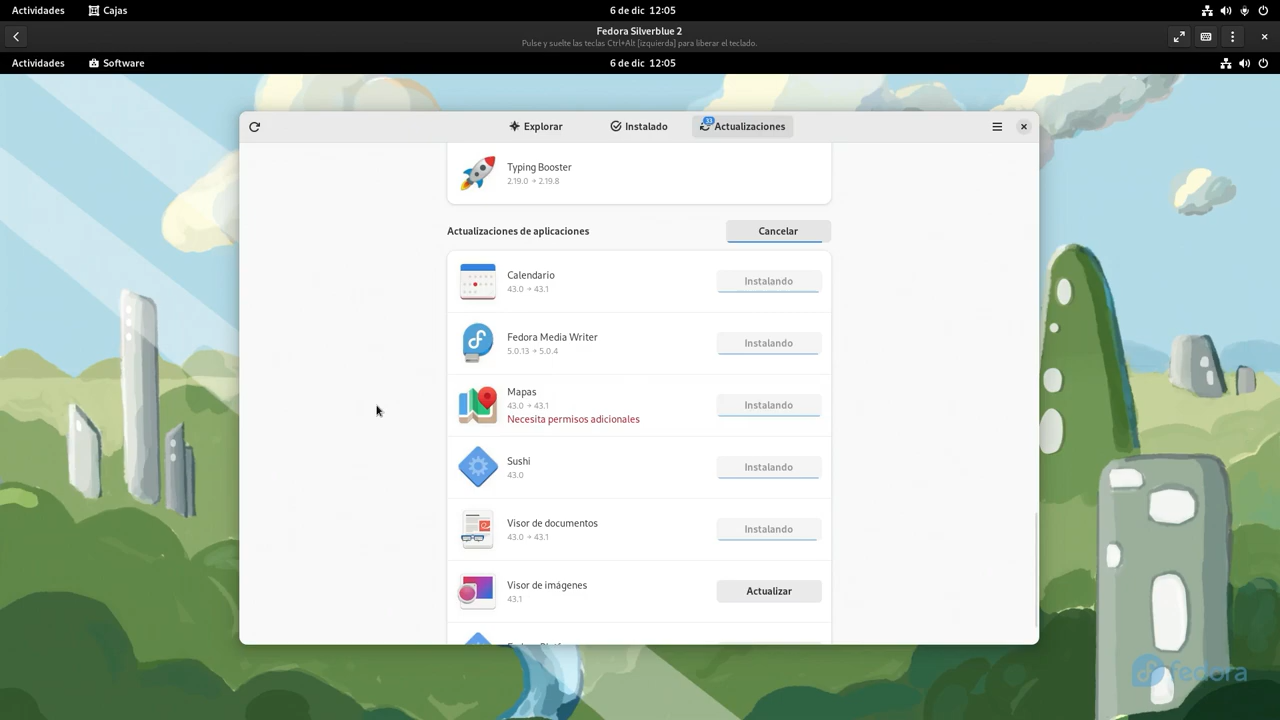 Actividades
Cajas
6 de dic 12:05
Fedora Silverblue 2
Pulse y suelte las teclas Ctrl+Alt [izquierda] para liberar el teclado.
Actividades
Software
6 de dic 12:05
Explorar
Instalado
33
Actualizaciones
Typing Booster
2.19.0 → 2.19.8
Actualizaciones de aplicaciones
Cancelar
Calendario
43.0 → 43.1
Instalando
Fedora Media Writer
5.0.13 → 5.0.4
Instalando
Mapas
43.0 → 43.1
Necesita permisos adicionales
Instalando
Sushi
43.0
Instalando
Visor de documentos
43.0 → 43.1
Instalando
Visor de imágenes
43.1
Actualizar
fedora